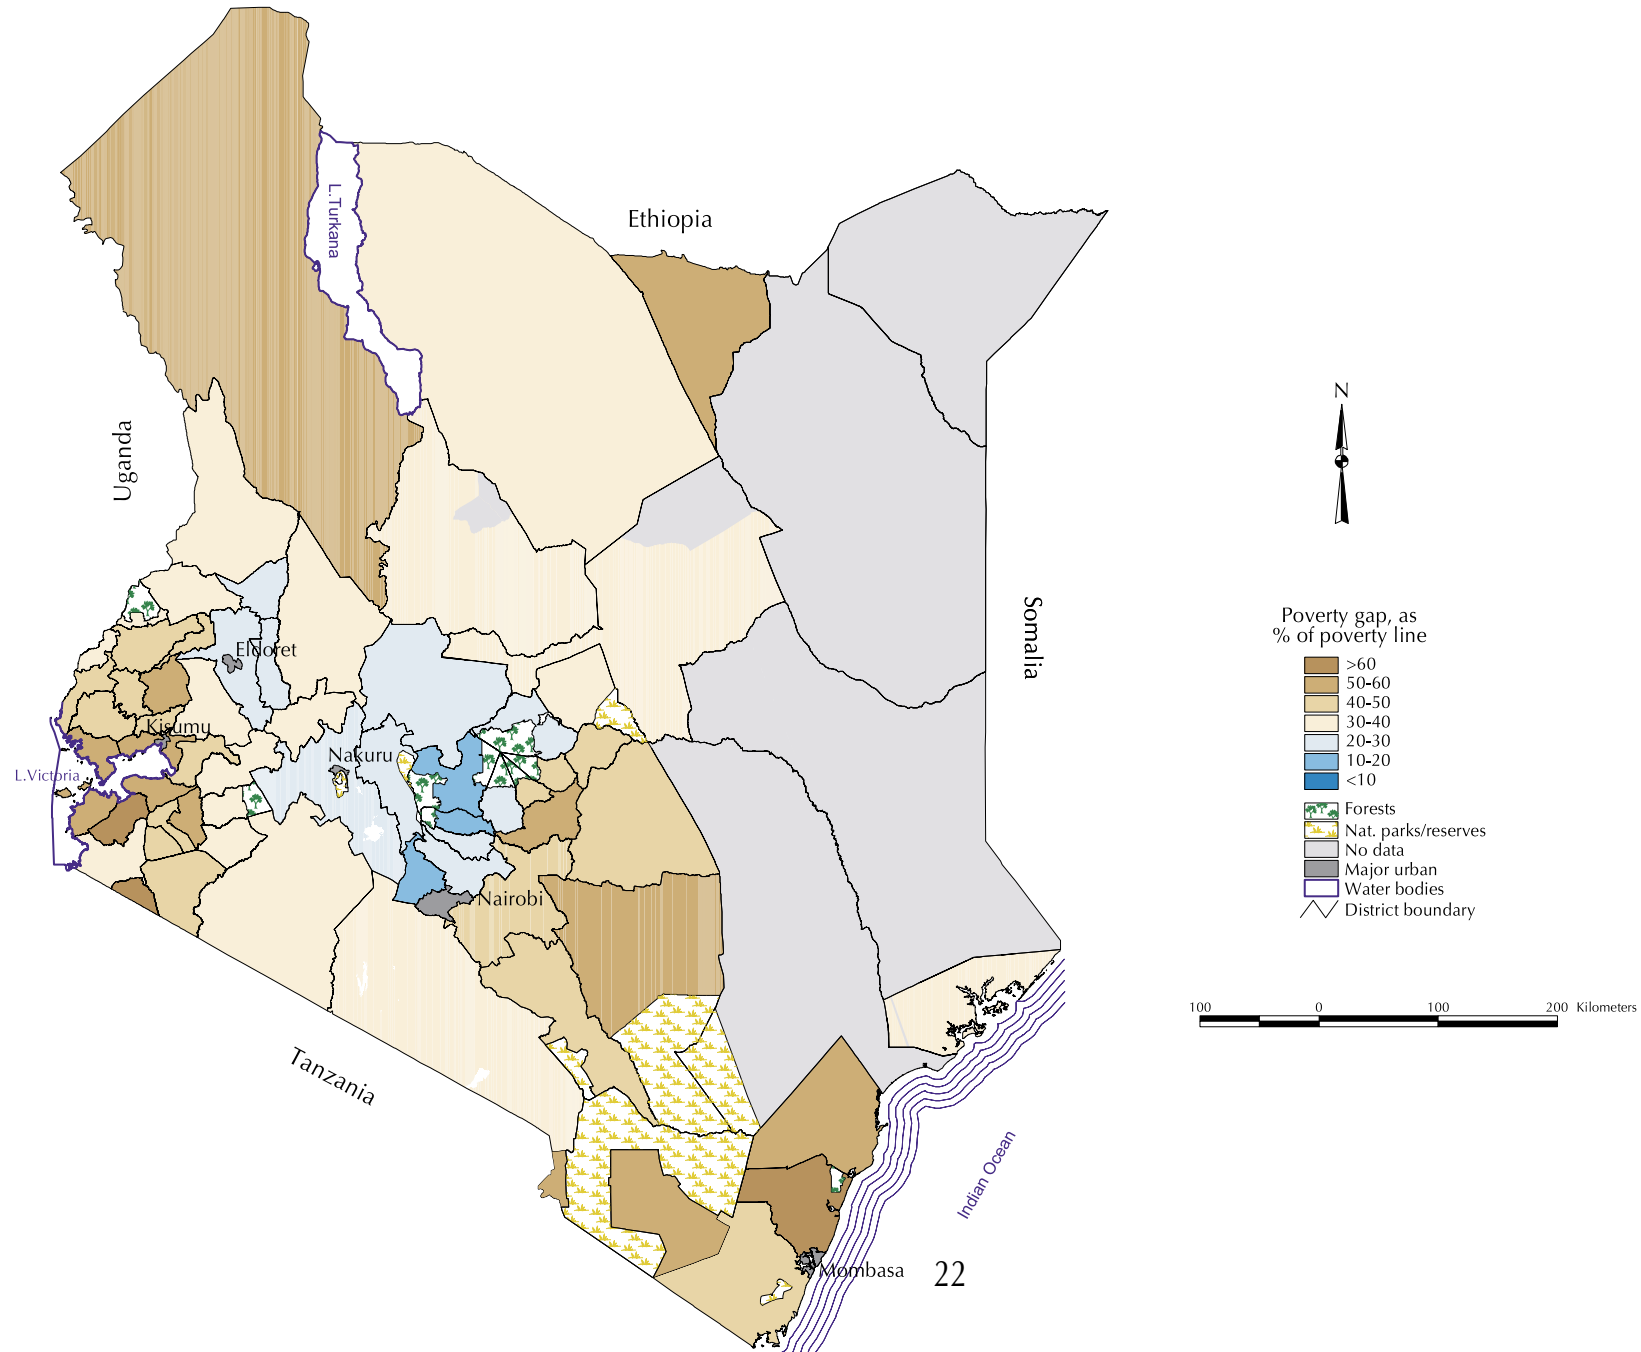 Ethiopia
L.Turkana
Uganda
N
Somalia
Poverty gap, as
% of poverty line
>60
50-60
40-50
30-40
20-30
10-20
<10
Forests
Nat. parks/reserves
No data
Major urban
Water bodies
District boundary
Eldoret
Kisumu
Nakuru
L.Victoria
Nairobi
100 0 100 200 Kilometers
Tanzania
Indian Ocean
Mombasa
22